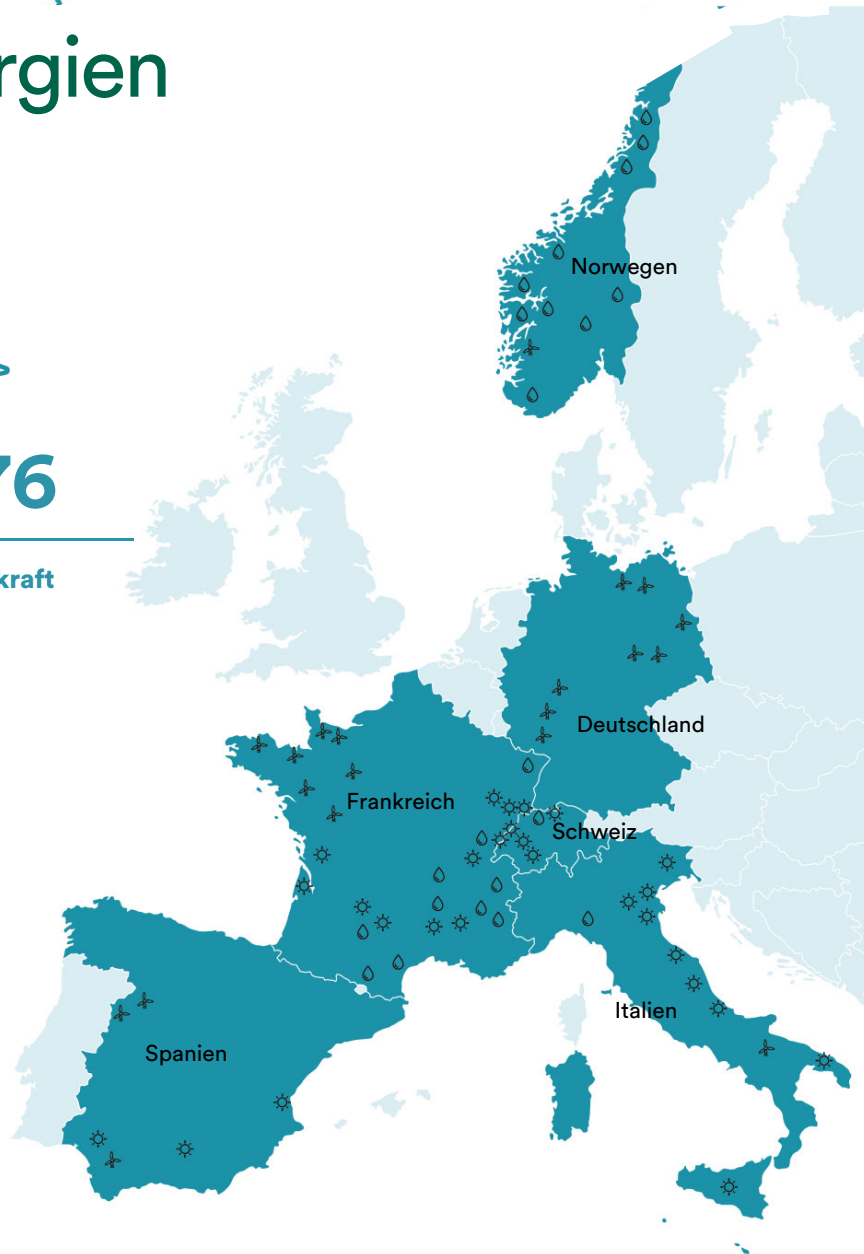 rgien
Norwegen
76
kraft
Deutschland
Frankreich
Schweiz
Italien
Spanien